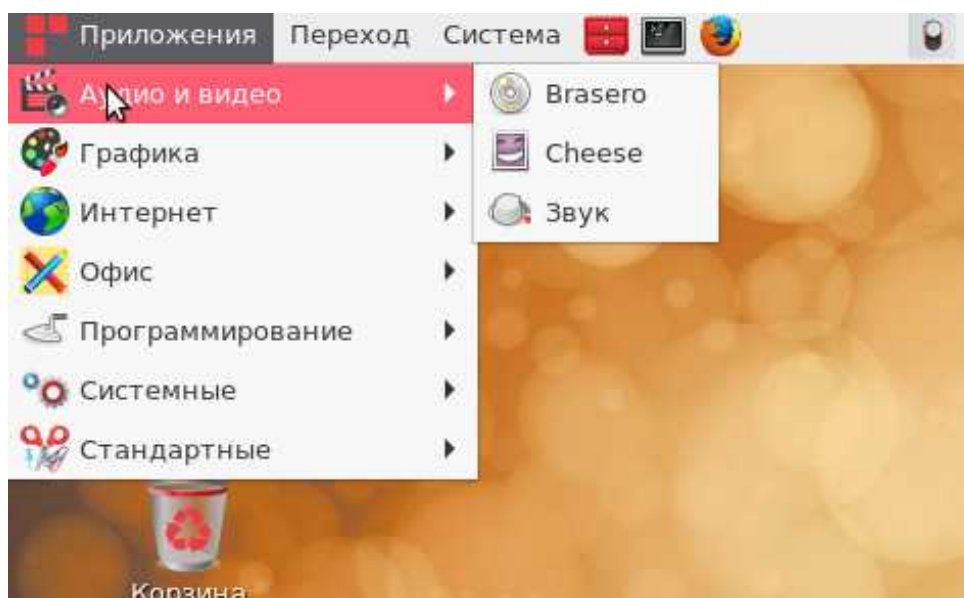 Приложения Переход Система
Аудио и видео
Графика
Интернет
Офис
Программирование
Системные
Стандартные
Brasero
Cheese
Звук
Корзина